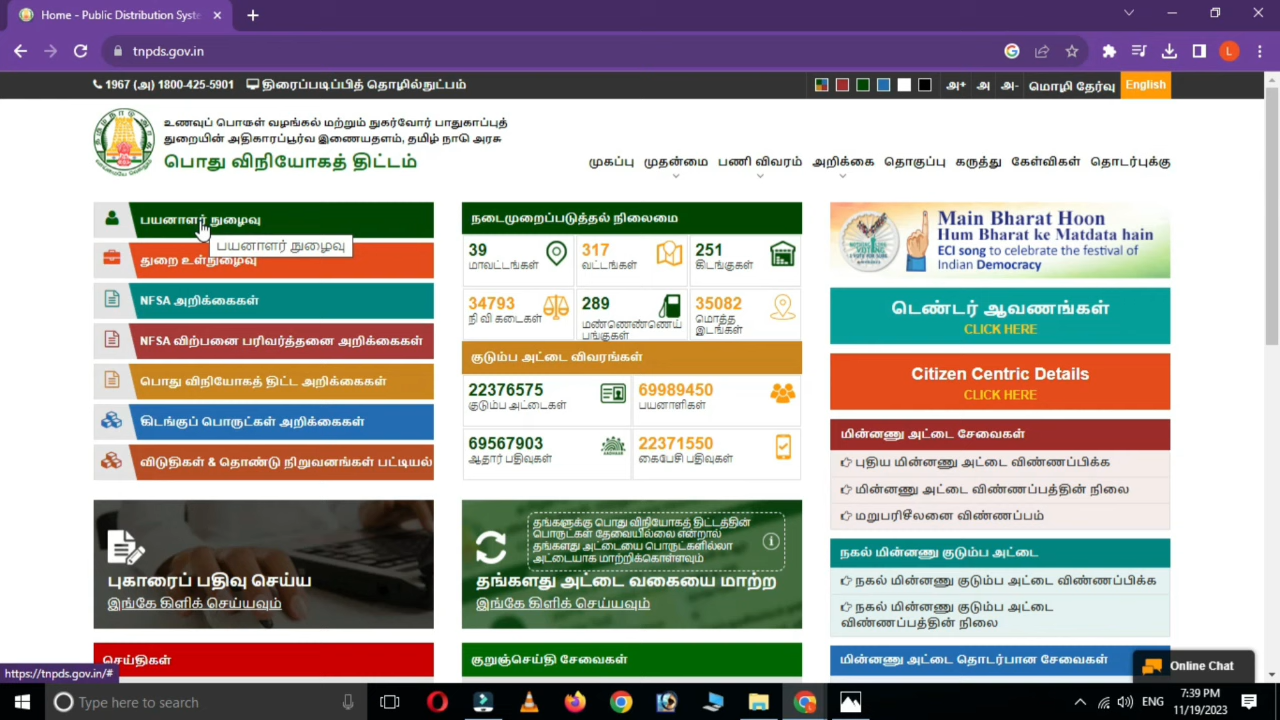 Home - Public Distribution Syste
tnpds.gov.in
L
1967 (அ) 1800-425-5901 திரைப்படிப்பித் தொழில்நுட்பம்
அ+ அ அ- மொழி தேர்வு English
உணவுப் பொருள் வழங்கல் மற்றும் நுகர்வோர் பாதுகாப்புத்
துறையின் அதிகாரப்பூர்வ இணையதளம், தமிழ் நாடு அரசு
பொது விநியோகத் திட்டம்
முகப்பு முதன்மை பணி விவரம் அறிக்கை தொகுப்பு கருத்து கேள்விகள் தொடர்புக்கு
பயனாளர் நுழைவு
பயனாளர் நுழைவு
துறை உள்நுழைவு
NFSA அறிக்கைகள்
NFSA விற்பனை பரிவர்த்தனை அறிக்கைகள்
பொது விநியோகத் திட்ட அறிக்கைகள்
கிடங்குப் பொருட்கள் அறிக்கைகள்
விடுதிகள் & தொண்டு நிறுவனங்கள் பட்டியல்
நடைமுறைப்படுத்தல் நிலைமை
39
மாவட்டங்கள்
317
வட்டங்கள்
251
கிடங்குகள்
34793
நி வி கடைகள்
289
மண்ணெண்ணெய்
பங்குகள்
35082
மொத்த
இடங்கள்
குடும்ப அட்டை விவரங்கள்
22376575
குடும்ப அட்டைகள்
69989450
பயனாளிகள்
69567903
ஆதார் பதிவுகள்
22371550
கைபேசி பதிவுகள்
Main Bharat Hoon
Hum Bharat ke Matdata hain
ECI song to celebrate the festival of
Indian Democracy
டெண்டர் ஆவணங்கள்
CLICK HERE
Citizen Centric Details
CLICK HERE
மின்னணு அட்டை சேவைகள்
புதிய மின்னணு அட்டை விண்ணப்பிக்க
மின்னணு அட்டை விண்ணப்பத்தின் நிலை
மறுபரிசீலனை விண்ணப்பம்
நகல் மின்னணு குடும்ப அட்டை
நகல் மின்னணு குடும்ப அட்டை விண்ணப்பிக்க
நகல் மின்னணு குடும்ப அட்டை
விண்ணப்பத்தின் நிலை
மின்னணு அட்டை தொடர்பான சேவைகள்
புகாரைப் பதிவு செய்ய
இங்கே கிளிக் செய்யவும்
தங்களுக்கு பொது விநியோகத் திட்டத்தின்
பொருட்கள் தேவையில்லை என்றால்
தங்களது அட்டையை பொருட்களில்லா
அட்டையாக மாற்றிக்கொள்ளவும்
தங்களது அட்டை வகையை மாற்ற
இங்கே கிளிக் செய்யவும்
செய்திகள்
குறுஞ்செய்தி சேவைகள்
Online Chat
https://tnpds.gov.in/#
Type here to search
ENG
7:39 PM
11/19/2023